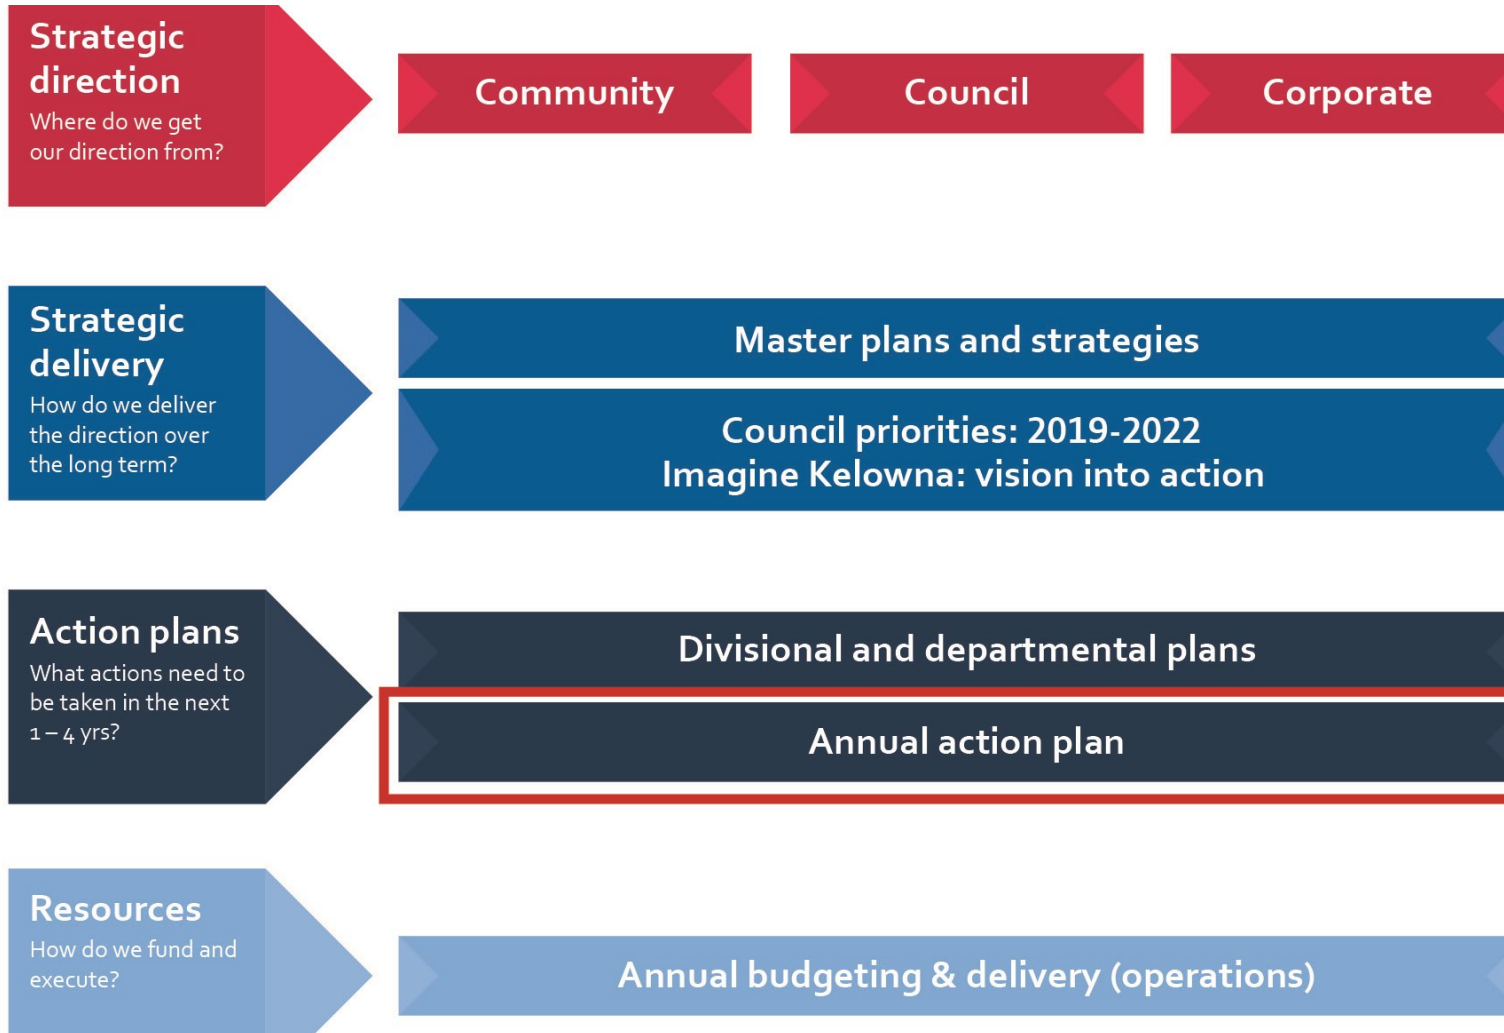 Strategic
direction
Where do we get
our direction from?
Community
Council
Corporate
Strategic
delivery
How do we deliver
the direction over
the long term?
Master plans and strategies
Council priorities: 2019-2022
Imagine Kelowna: vision into action
Action plans
What actions need to
be taken in the next
1 – 4 yrs?
Divisional and departmental plans
Annual action plan
Resources
How do we fund and
execute?
Annual budgeting & delivery (operations)